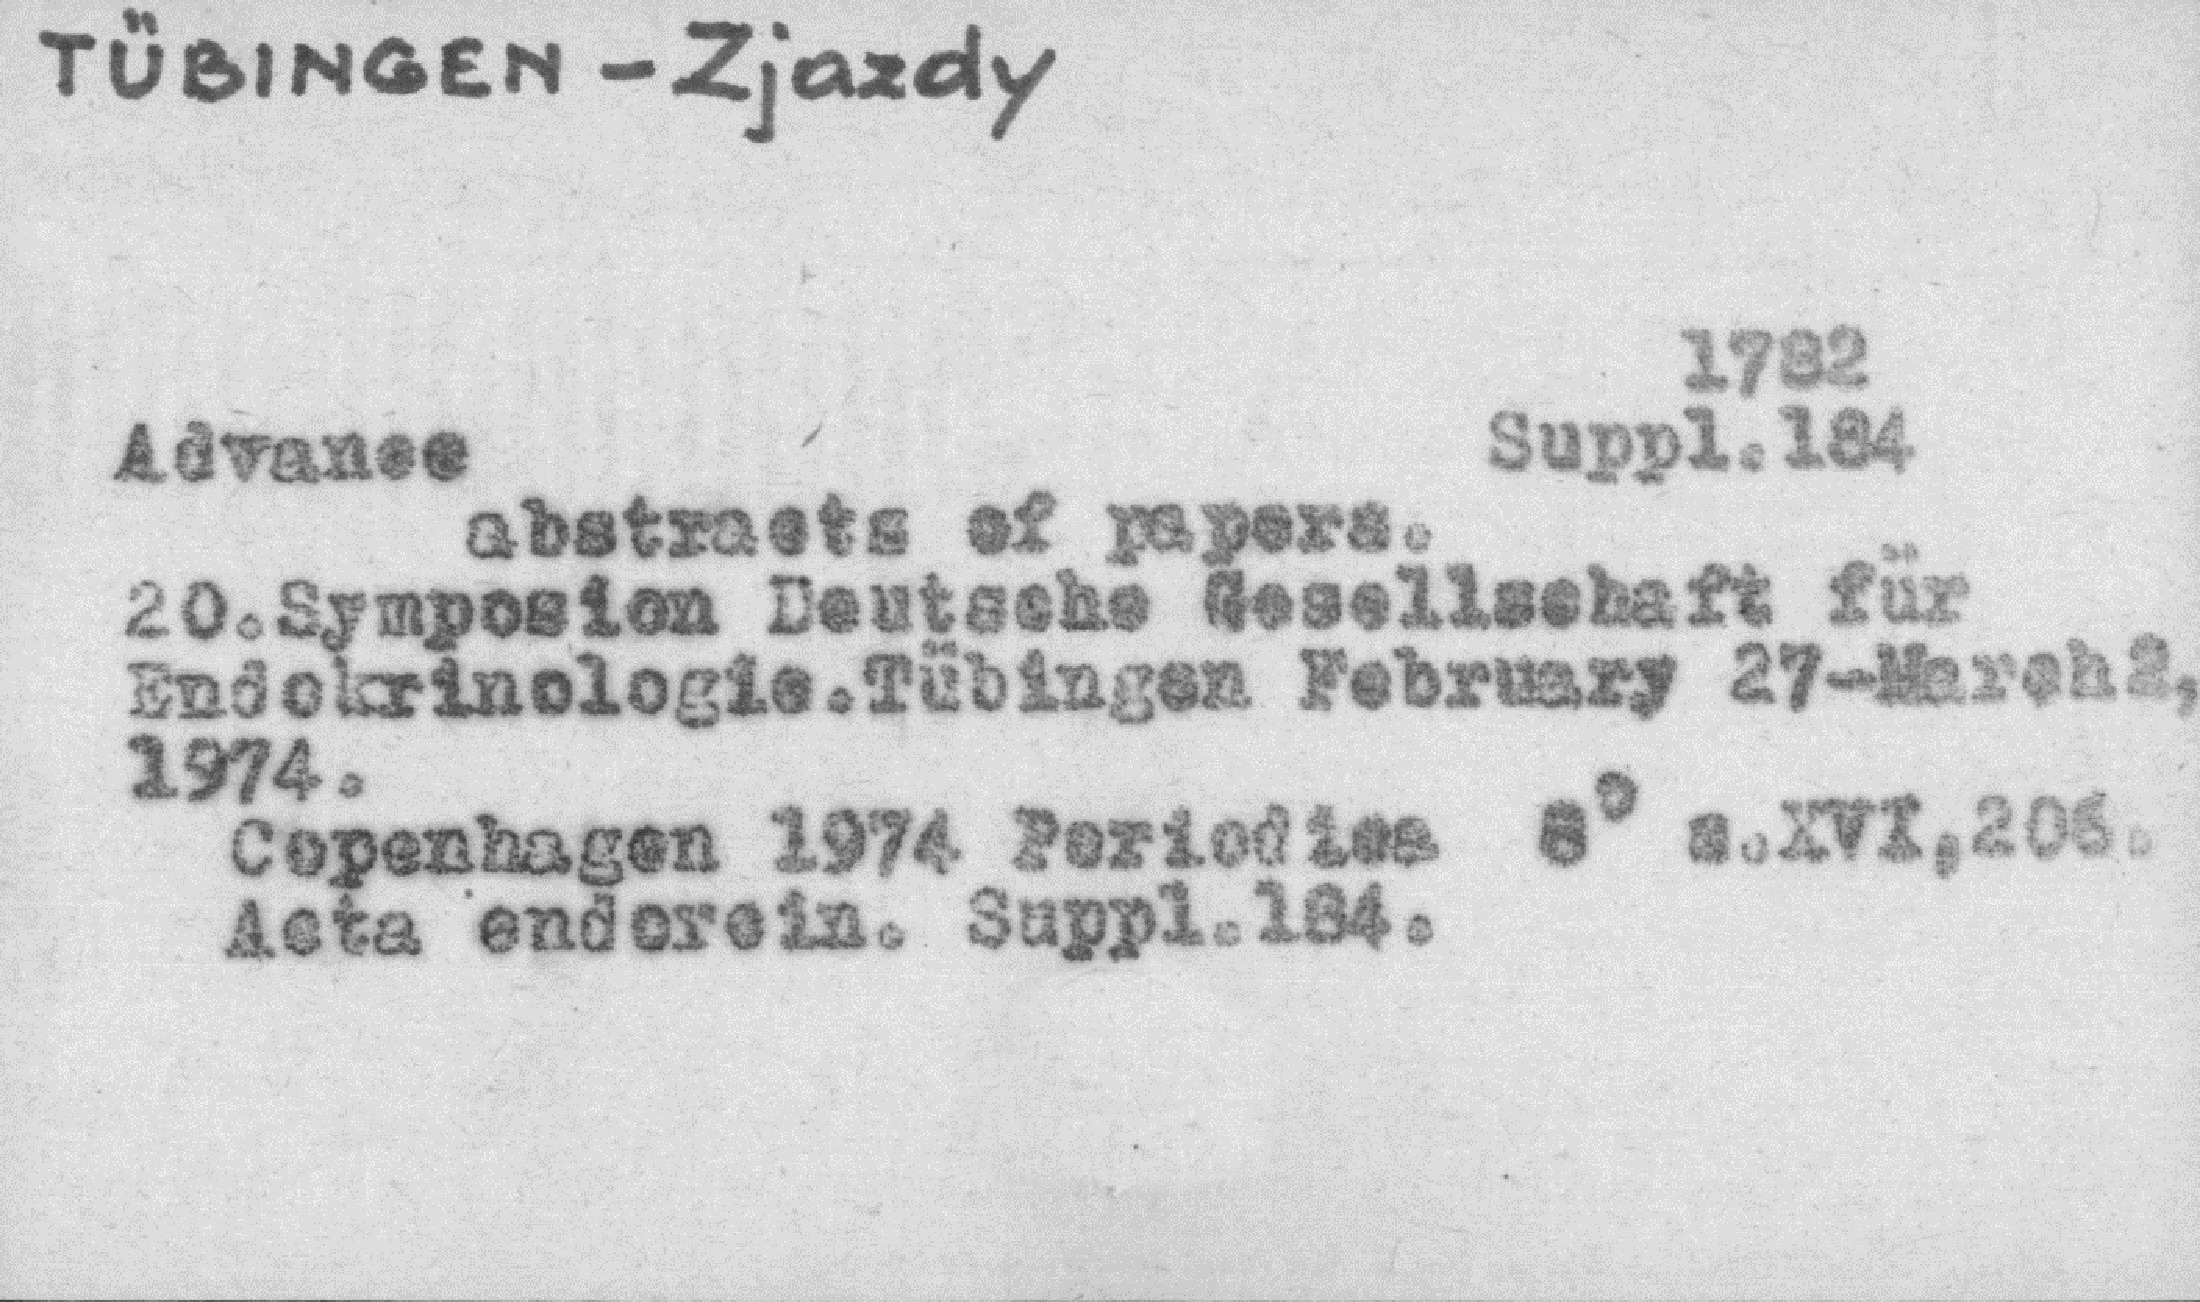 TÜBINGEN - Zjazdy
1782
Suppl.184
Advance
abstracts of papers.
20.Symposion Deutsche Gesellschaft für
Endokrinologie.Tübingen February 27-March2,
1974.
Copenhagen 1974 Periodica 8° s.XVI,206.
Acta endocrin. Suppl.184.